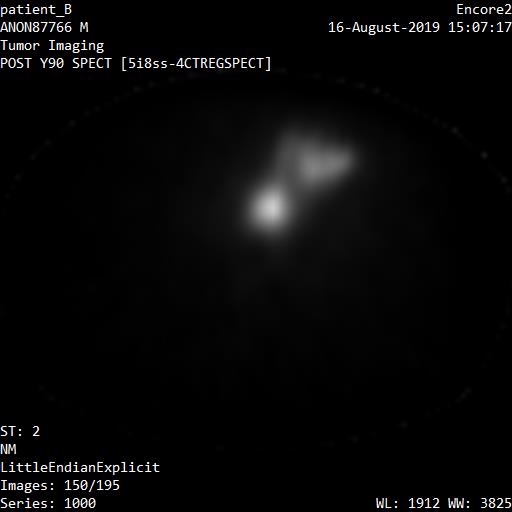 patient_B
Encore2
ANON87766 M
16-August-2019 15:07:17
Tumor Imaging
POST Y90 SPECT [5i8ss-4CTREGSPECT]
ST: 2
NM
LittleEndianExplicit
Images: 150/195
Series: 1000
WL: 1912 WW: 3825